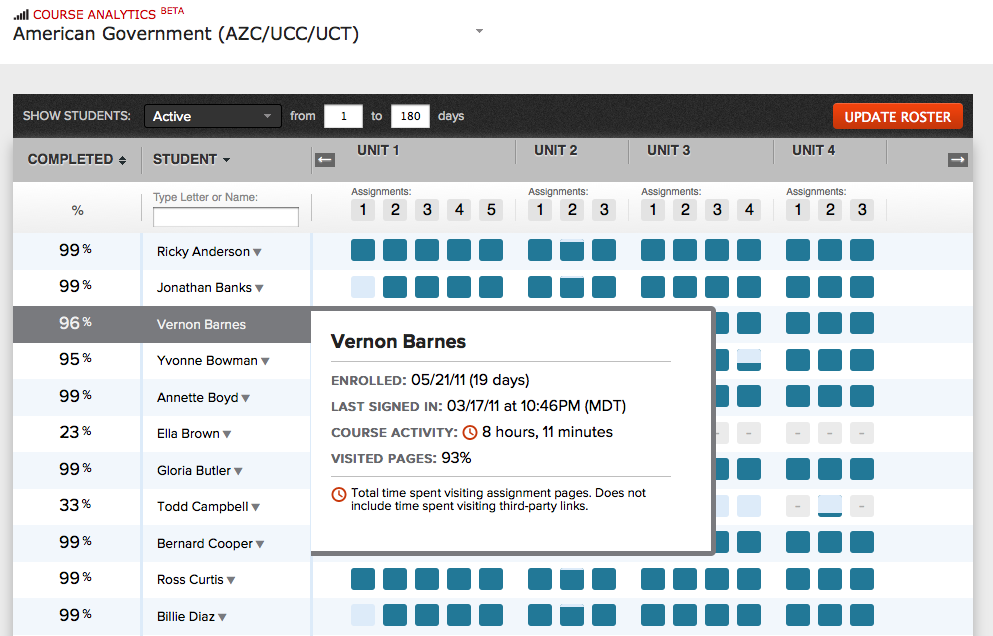 COURSE ANALYTICS BETA
American Government (AZC/UCC/UCT)
SHOW STUDENTS: Active from 1 to 180 days UPDATE ROSTER
COMPLETED STUDENT UNIT 1 UNIT 2 UNIT 3 UNIT 4
% Type Letter or Name: Assignments: Assignments: Assignments: Assignments:
1 2 3 4 5 1 2 3 1 2 3 4 1 2 3
99 % Ricky Anderson
99 % Jonathan Banks
96 % Vernon Barnes
95 % Yvonne Bowman
99 % Annette Boyd
23 % Ella Brown - - - - -
99 % Gloria Butler
33 % Todd Campbell - -
99 % Bernard Cooper
99 % Ross Curtis
99 % Billie Diaz
Vernon Barnes
ENROLLED: 05/21/11 (19 days)
LAST SIGNED IN: 03/17/11 at 10:46PM (MDT)
COURSE ACTIVITY: 8 hours, 11 minutes
VISITED PAGES: 93%
Total time spent visiting assignment pages. Does not
include time spent visiting third-party links.